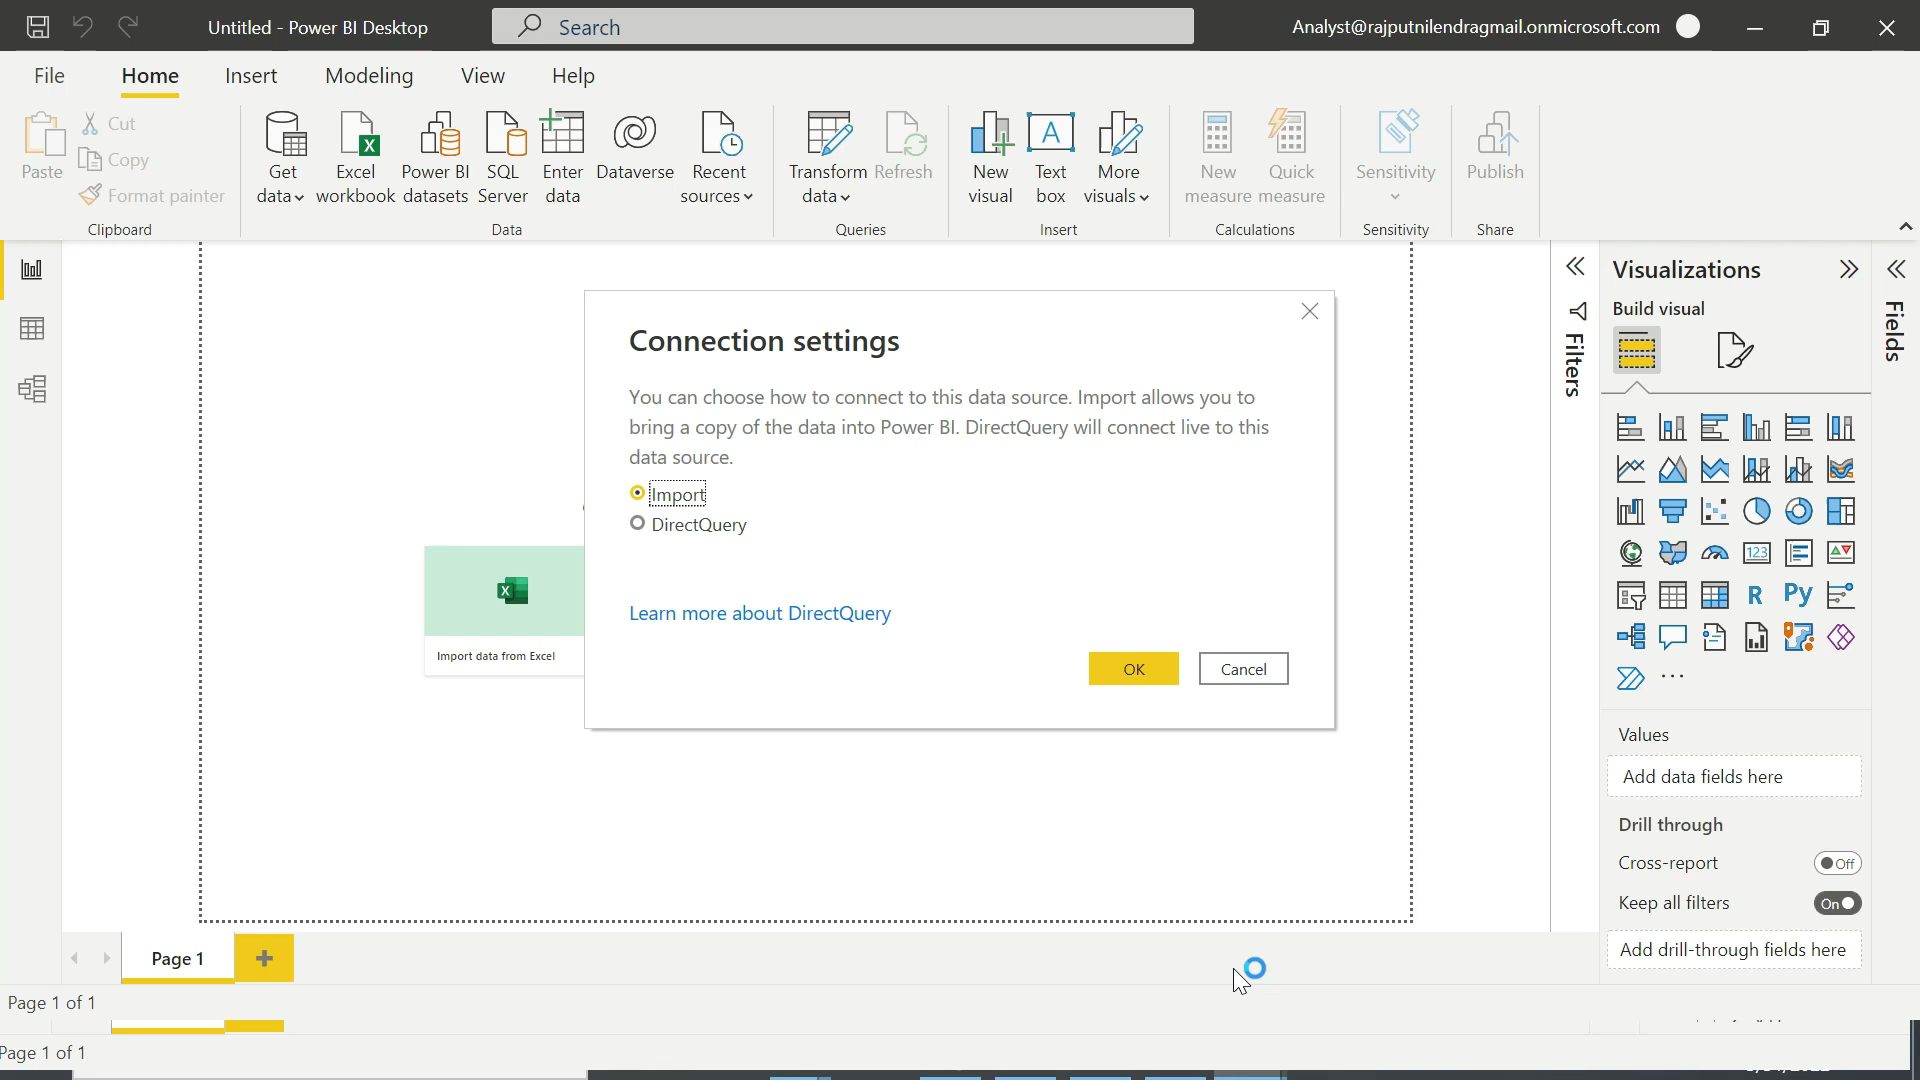 Untitled - Power BI Desktop
Search
Analyst@rajputnilendragmail.onmicrosoft.com
File
Home
Insert
Modeling
View
Help
Paste
Cut
Copy
Format painter
Clipboard
Get
data
Excel
workbook
Power BI
datasets
SQL
Server
Enter
data
Dataverse
Recent
sources
Data
Transform
data
Refresh
Queries
New
visual
Text
box
More
visuals
Insert
New
measure
Quick
measure
Calculations
Sensitivity
Sensitivity
Publish
Share
Connection settings
You can choose how to connect to this data source. Import allows you to
bring a copy of the data into Power BI. DirectQuery will connect live to this
data source.
Import
DirectQuery
Learn more about DirectQuery
OK
Cancel
Import data from Excel
Filters
Visualizations
Build visual
Fields
123
R
Py
Values
Add data fields here
Drill through
Cross-report
Off
Keep all filters
On
Add drill-through fields here
Page 1
Page 1 of 1
Page 1 of 1